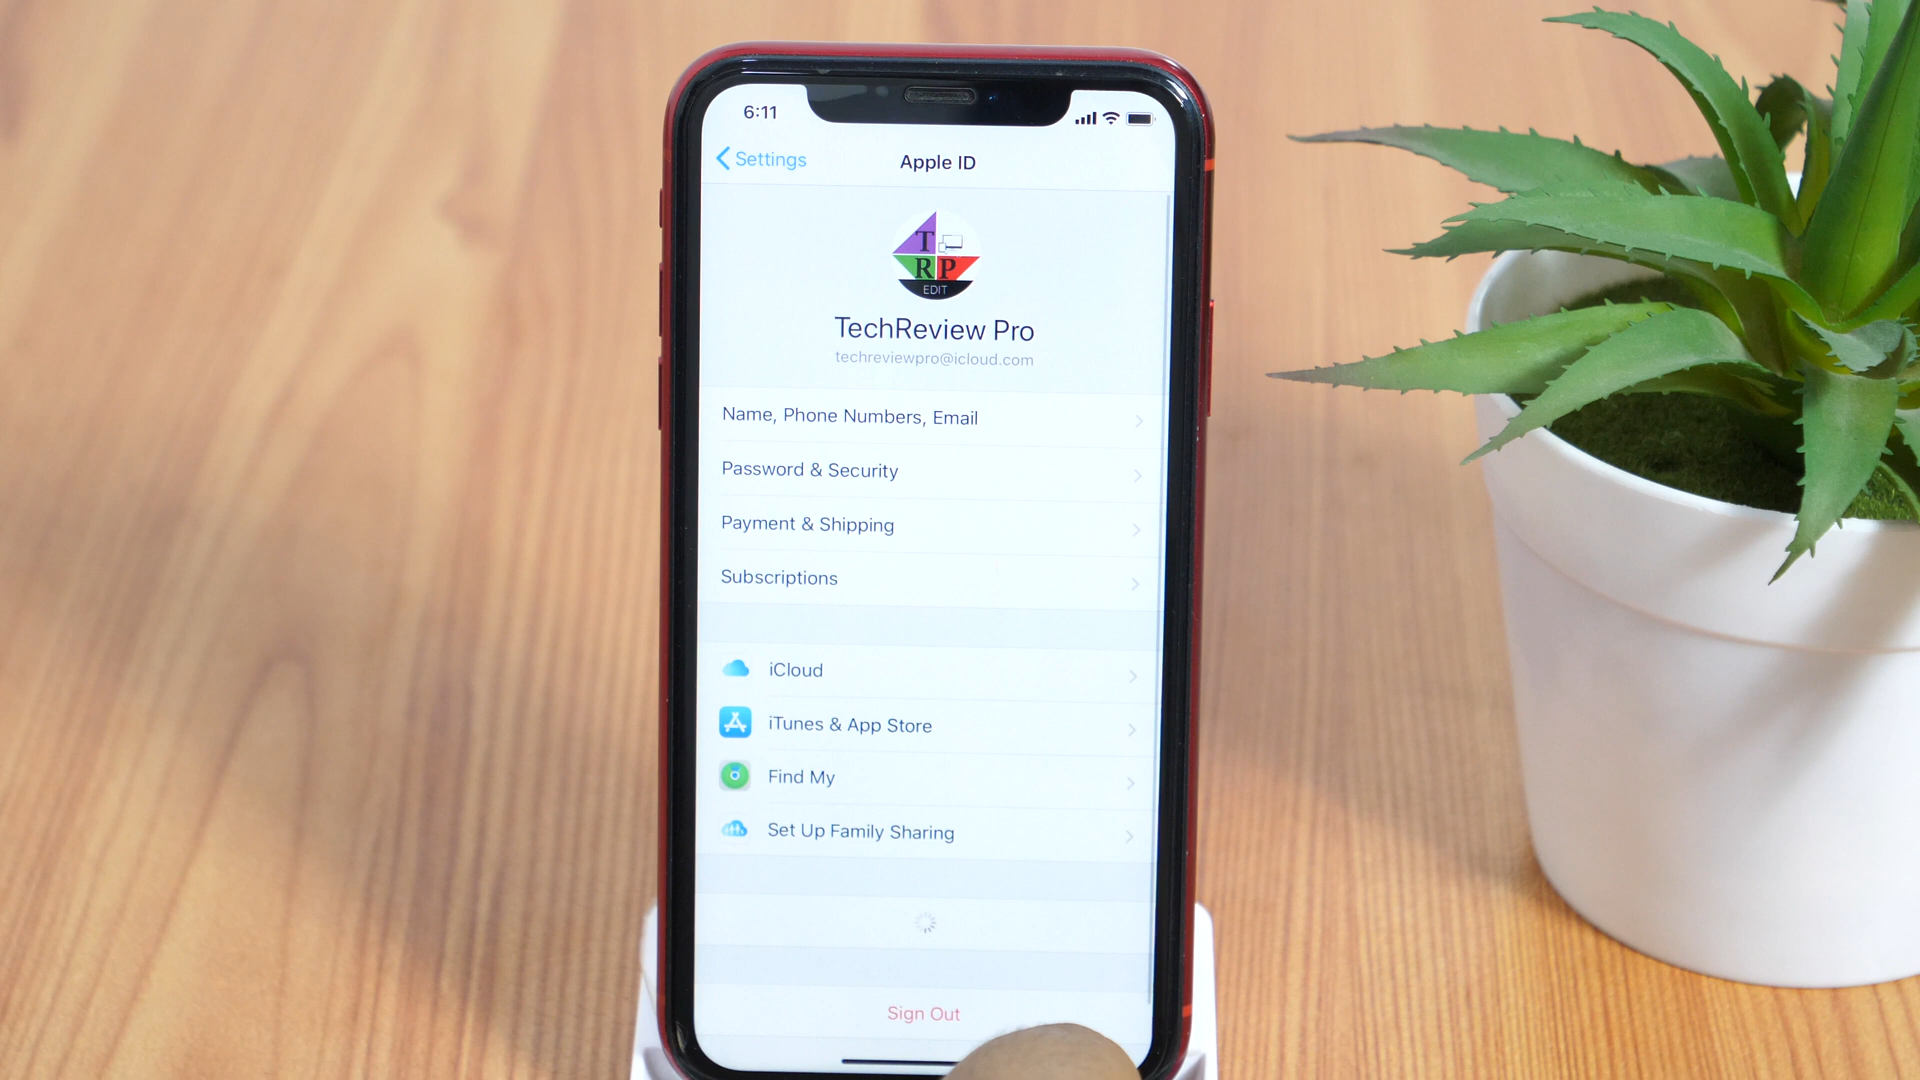 6:11
Settings
Apple ID
T
R P
EDIT
TechReview Pro
techreviewpro@icloud.com
Name, Phone Numbers, Email
Password & Security
Payment & Shipping
Subscriptions
iCloud
iTunes & App Store
Find My
Set Up Family Sharing
Sign Out